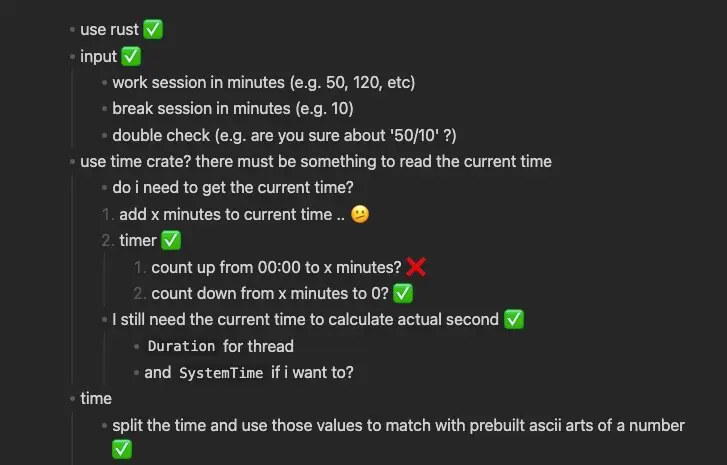 use rust ✅
input ✅
work session in minutes (e.g. 50, 120, etc)
break session in minutes (e.g. 10)
double check (e.g. are you sure about '50/10' ?)
use time crate? there must be something to read the current time
do i need to get the current time?
1. add x minutes to current time .. 🫤
2. timer ✅
1. count up from 00:00 to x minutes? ❌
2. count down from x minutes to 0? ✅
I still need the current time to calculate actual second ✅
Duration for thread
and SystemTime if i want to?
time
split the time and use those values to match with prebuilt ascii arts of a number
✅